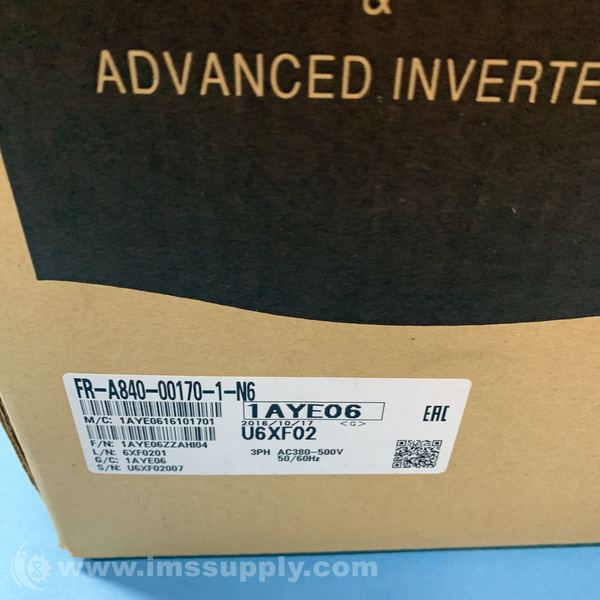 &
ADVANCED INVERTE
FR-A840-00170-1-N6
M/C: 1AYE0616101701
1AYE06
2016/10/17 <G>
U6XF02
EAC
F/N: 1AYE06ZZAHI04
L/N: 6XF0201
G/C: 1AYE06
S/N: U6XF02007
3PH AC380-500V
50/60Hz
www.imssupply.com